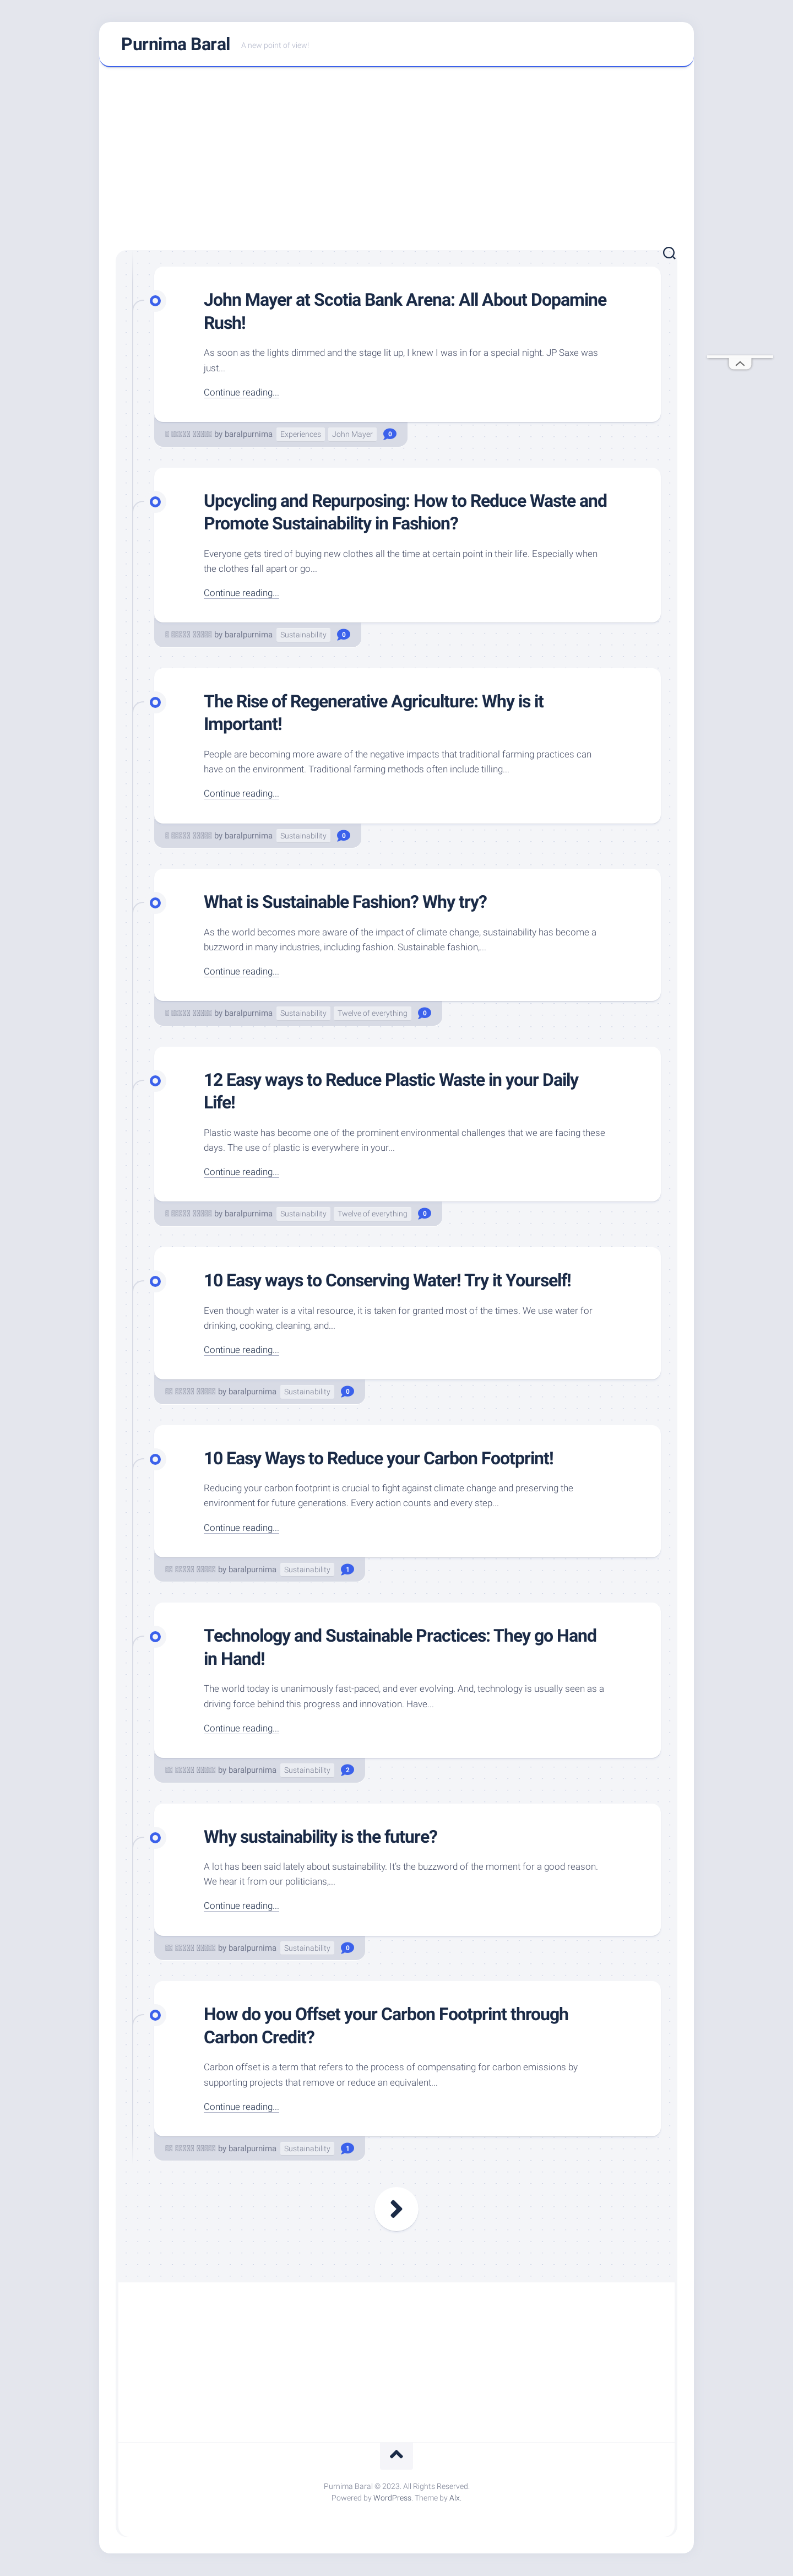 Purnima Baral
A new point of view!
John Mayer at Scotia Bank Arena: All About Dopamine
Rush!
As soon as the lights dimmed and the stage lit up, I knew I was in for a special night. JP Saxe was
just...
Continue reading...
by baralpurnima Experiences John Mayer 0
Upcycling and Repurposing: How to Reduce Waste and
Promote Sustainability in Fashion?
Everyone gets tired of buying new clothes all the time at certain point in their life. Especially when
the clothes fall apart or go...
Continue reading...
by baralpurnima Sustainability 0
The Rise of Regenerative Agriculture: Why is it
Important!
People are becoming more aware of the negative impacts that traditional farming practices can
have on the environment. Traditional farming methods often include tilling...
Continue reading...
by baralpurnima Sustainability 0
What is Sustainable Fashion? Why try?
As the world becomes more aware of the impact of climate change, sustainability has become a
buzzword in many industries, including fashion. Sustainable fashion,...
Continue reading...
by baralpurnima Sustainability Twelve of everything 0
12 Easy ways to Reduce Plastic Waste in your Daily
Life!
Plastic waste has become one of the prominent environmental challenges that we are facing these
days. The use of plastic is everywhere in your...
Continue reading...
by baralpurnima Sustainability Twelve of everything 0
10 Easy ways to Conserving Water! Try it Yourself!
Even though water is a vital resource, it is taken for granted most of the times. We use water for
drinking, cooking, cleaning, and...
Continue reading...
by baralpurnima Sustainability 0
10 Easy Ways to Reduce your Carbon Footprint!
Reducing your carbon footprint is crucial to fight against climate change and preserving the
environment for future generations. Every action counts and every step...
Continue reading...
by baralpurnima Sustainability 1
Technology and Sustainable Practices: They go Hand
in Hand!
The world today is unanimously fast-paced, and ever evolving. And, technology is usually seen as a
driving force behind this progress and innovation. Have...
Continue reading...
by baralpurnima Sustainability 2
Why sustainability is the future?
A lot has been said lately about sustainability. It's the buzzword of the moment for a good reason.
We hear it from our politicians,...
Continue reading...
by baralpurnima Sustainability 0
How do you Offset your Carbon Footprint through
Carbon Credit?
Carbon offset is a term that refers to the process of compensating for carbon emissions by
supporting projects that remove or reduce an equivalent...
Continue reading...
by baralpurnima Sustainability 1
Purnima Baral © 2023. All Rights Reserved.
Powered by WordPress. Theme by Alx.